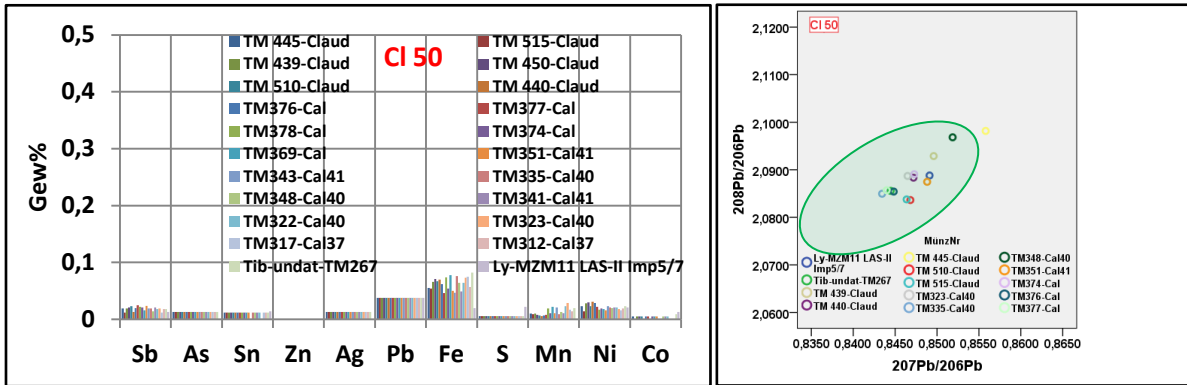 0,5
0,4
0,3
0,2
0,1
0
Gew%
Cl 50
TM 445-Claud
TM 515-Claud
TM 439-Claud
TM 450-Claud
TM 510-Claud
TM 440-Claud
TM376-Cal
TM377-Cal
TM378-Cal
TM374-Cal
TM369-Cal
TM351-Cal41
TM343-Cal41
TM335-Cal40
TM348-Cal40
TM341-Cal41
TM322-Cal40
TM323-Cal40
TM317-Cal37
TM312-Cal37
Tib-undat-TM267
Ly-MZM11 LAS-II Imp5/7
Sb As Sn Zn Ag Pb Fe S Mn Ni Co
Cl 50
2,1200
2,1100
2,1000
2,0900
2,0800
2,0700
2,0600
208Pb/206Pb
MünzNr
Ly-MZM11 LAS-II
Imp5/7
Tib-undat-TM267
TM 439-Claud
TM 440-Claud
TM 445-Claud
TM 510-Claud
TM 515-Claud
TM323-Cal40
TM335-Cal40
TM348-Cal40
TM351-Cal41
TM374-Cal
TM376-Cal
TM377-Cal
0,8350 0,8400 0,8450 0,8500 0,8550 0,8600 0,8650
207Pb/206Pb